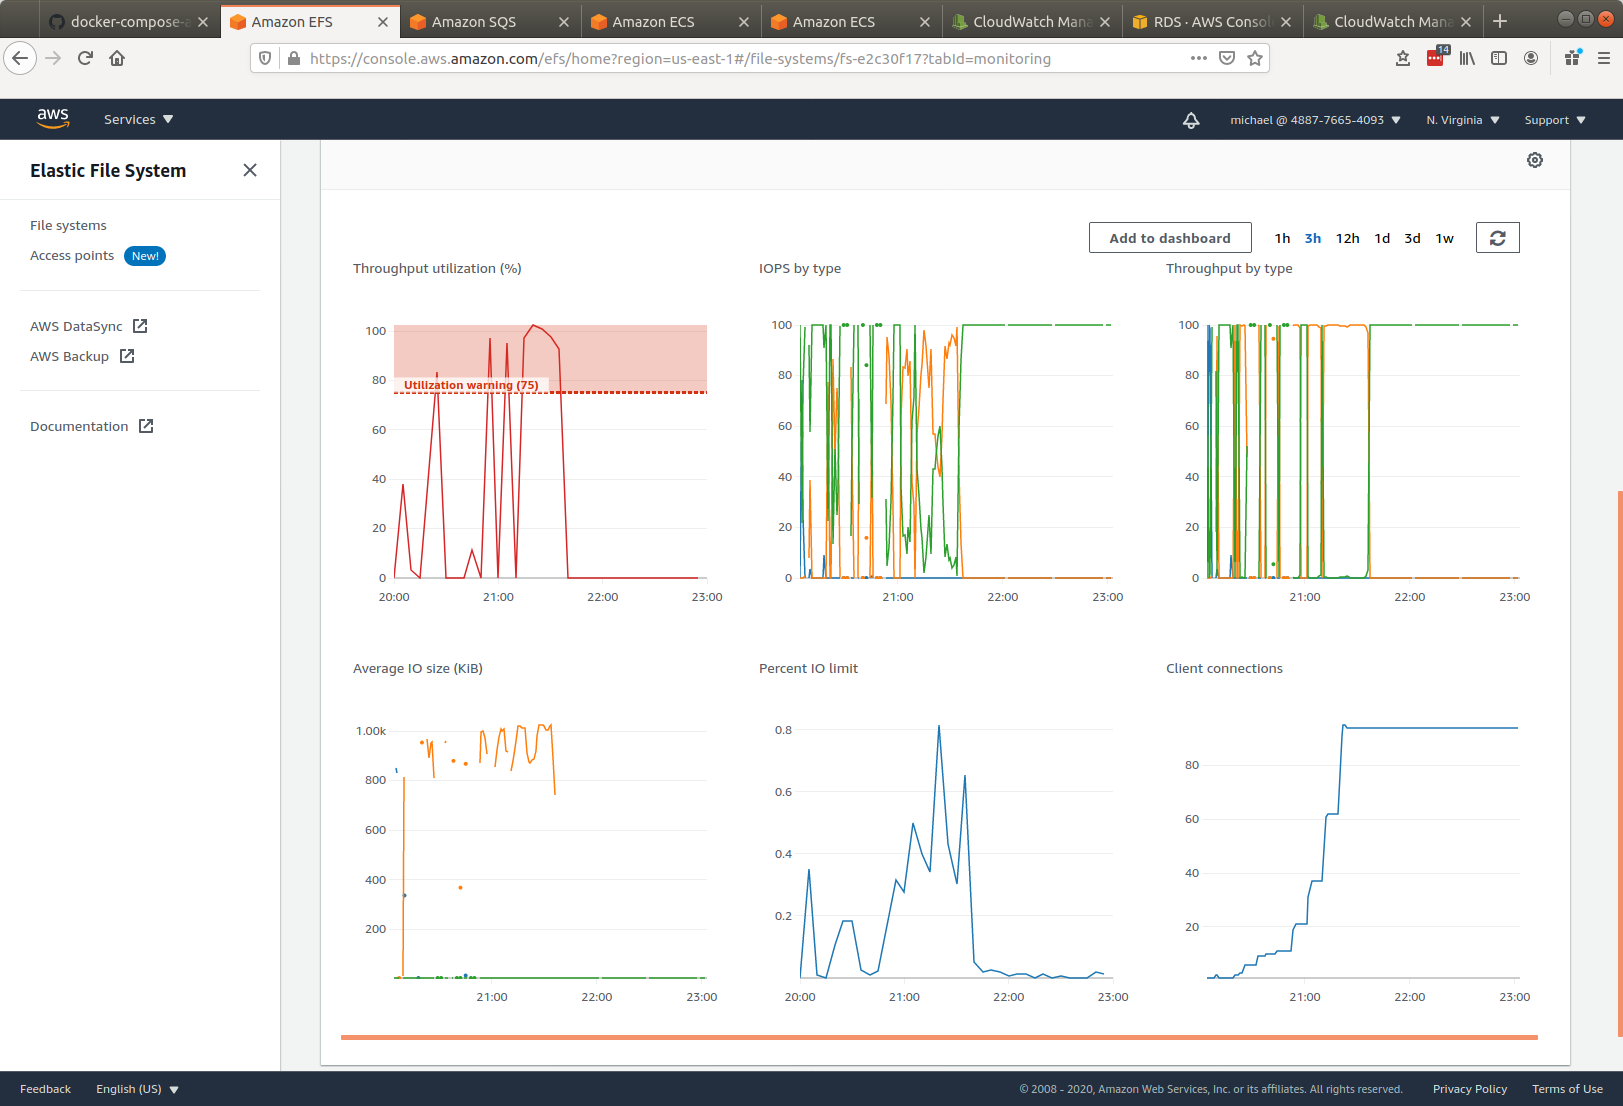 docker-compose-a
Amazon EFS
Amazon SQS
Amazon ECS
Amazon ECS
CloudWatch Mana
RDS · AWS Consol
CloudWatch Mana
https://console.aws.amazon.com/efs/home?region=us-east-1#/file-systems/fs-e2c30f17?tabId=monitoring
14
aws
Services
michael @ 4887-7665-4093
N. Virginia
Support
Elastic File System
File systems
Access points New!
AWS DataSync
AWS Backup
Documentation
Add to dashboard
1h 3h 12h 1d 3d 1w
Throughput utilization (%)
100
80
60
40
20
0
Utilization warning (75)
20:00 21:00 22:00 23:00
IOPS by type
100
80
60
40
20
0
21:00 22:00 23:00
Throughput by type
100
80
60
40
20
0
21:00 22:00 23:00
Average IO size (KiB)
1.00k
800
600
400
200
21:00 22:00 23:00
Percent IO limit
0.8
0.6
0.4
0.2
20:00 21:00 22:00 23:00
Client connections
80
60
40
20
21:00 22:00 23:00
Feedback
English (US)
© 2008 - 2020, Amazon Web Services, Inc. or its affiliates. All rights reserved.
Privacy Policy
Terms of Use